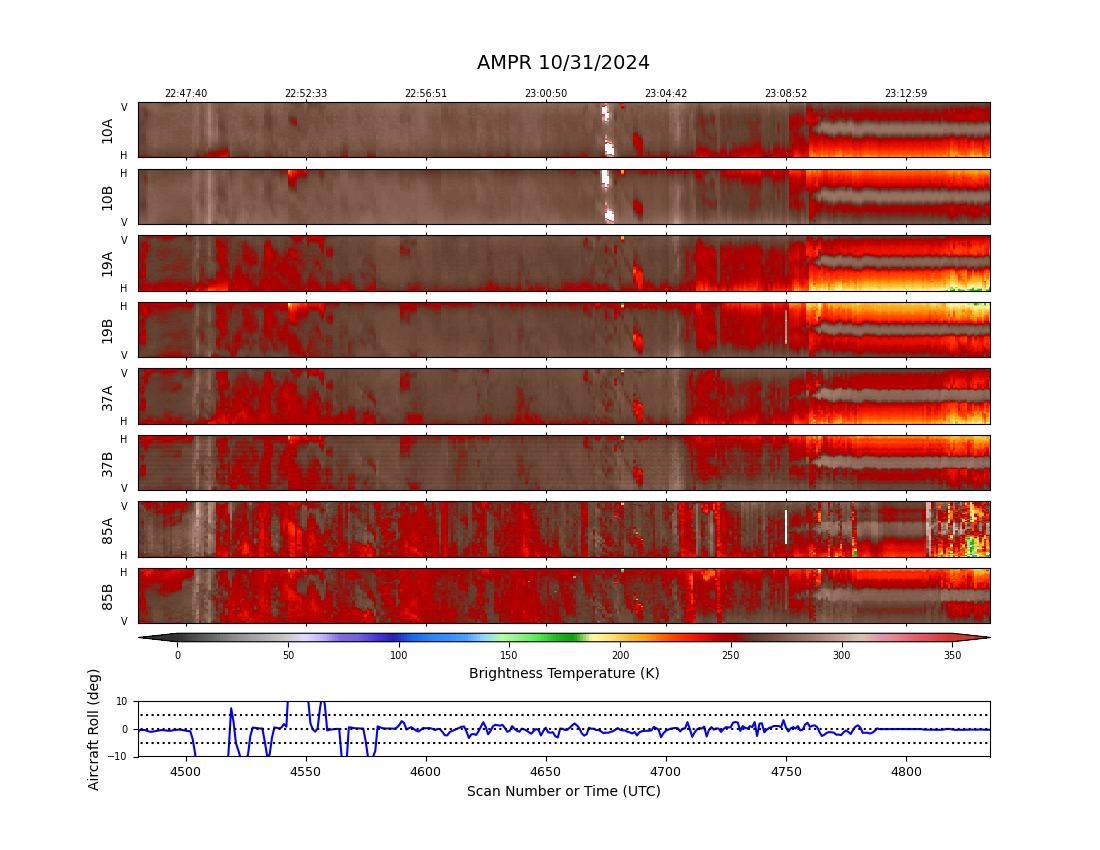 AMPR 10/31/2024
22:47:40 22:52:33 22:56:51 23:00:50 23:04:42 23:08:52 23:12:59
V
10A
H
H
10B
V
V
19A
H
H
19B
V
V
37A
H
H
37B
V
V
85A
H
H
85B
V
0 50 100 150 200 250 300 350
Brightness Temperature (K)
Aircraft Roll (deg)
10
0
−10
4500 4550 4600 4650 4700 4750 4800
Scan Number or Time (UTC)